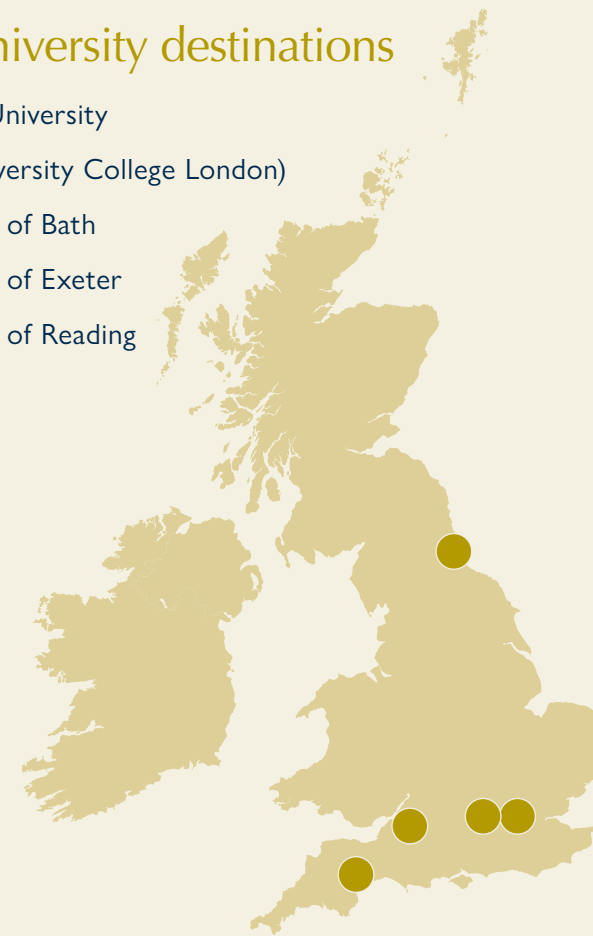 niversity destinations
University
versity College London)
of Bath
of Exeter
of Reading